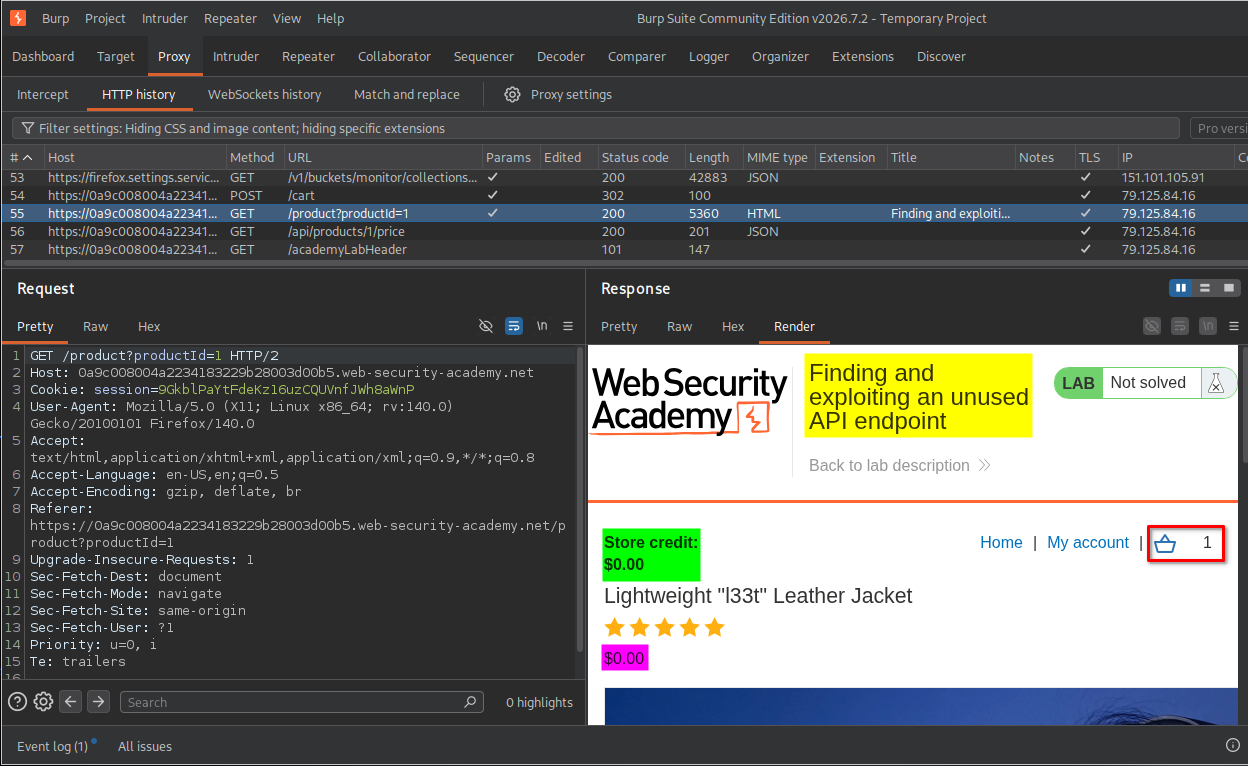 Burp Project Intruder Repeater View Help Burp Suite Community Edition v2026.7.2 - Temporary Project
Dashboard Target Proxy Intruder Repeater Collaborator Sequencer Decoder Comparer Logger Organizer Extensions Discover
Intercept HTTP history WebSockets history Match and replace Proxy settings
Filter settings: Hiding CSS and image content; hiding specific extensions Pro versi
# Host Method URL Params Edited Status code Length MIME type Extension Title Notes TLS IP Co
53 https://firefox.settings.servic... GET /v1/buckets/monitor/collections... ✓ 200 42883 JSON ✓ 151.101.105.91
54 https://0a9c008004a22341... POST /cart ✓ 302 100 ✓ 79.125.84.16
55 https://0a9c008004a22341... GET /product?productId=1 ✓ 200 5360 HTML Finding and exploiti... ✓ 79.125.84.16
56 https://0a9c008004a22341... GET /api/products/1/price 200 201 JSON ✓ 79.125.84.16
57 https://0a9c008004a22341... GET /academyLabHeader 101 147 ✓ 79.125.84.16
Request
Pretty Raw Hex \n
1 GET /product?productId=1 HTTP/2
2 Host: 0a9c008004a2234183229b28003d00b5.web-security-academy.net
3 Cookie: session=9GkblPaYtFdeKz16uzCQUVnfJWh8aWnP
4 User-Agent: Mozilla/5.0 (X11; Linux x86_64; rv:140.0)
Gecko/20100101 Firefox/140.0
5 Accept:
text/html,application/xhtml+xml,application/xml;q=0.9,*/*;q=0.8
6 Accept-Language: en-US,en;q=0.5
7 Accept-Encoding: gzip, deflate, br
8 Referer:
https://0a9c008004a2234183229b28003d00b5.web-security-academy.net/p
roduct?productId=1
9 Upgrade-Insecure-Requests: 1
10 Sec-Fetch-Dest: document
11 Sec-Fetch-Mode: navigate
12 Sec-Fetch-Site: same-origin
13 Sec-Fetch-User: ?1
14 Priority: u=0, i
15 Te: trailers
16
Search 0 highlights
Response
Pretty Raw Hex Render \n
Web Security
Academy
Finding and
exploiting an unused
API endpoint
Back to lab description
LAB Not solved
Home | My account | 1
Store credit:
$0.00
Lightweight "l33t" Leather Jacket
$0.00
Event log (1) All issues